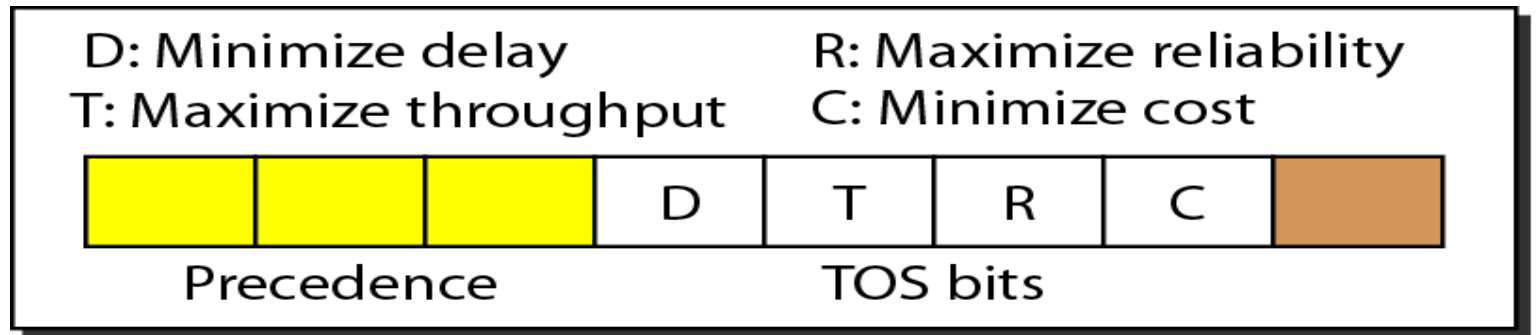 D: Minimize delay R: Maximize reliability
T: Maximize throughput C: Minimize cost
D T R C
Precedence TOS bits